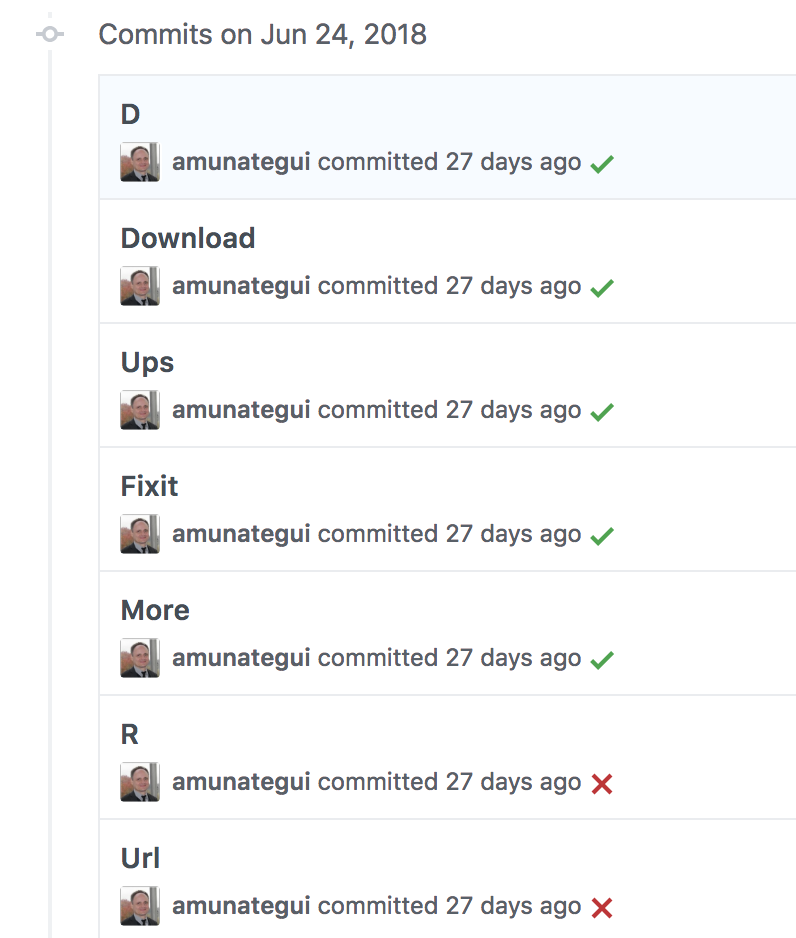 Commits on Jun 24, 2018
D
amunategui committed 27 days ago
Download
amunategui committed 27 days ago
Ups
amunategui committed 27 days ago
Fixit
amunategui committed 27 days ago
More
amunategui committed 27 days ago
R
amunategui committed 27 days ago
Url
amunategui committed 27 days ago